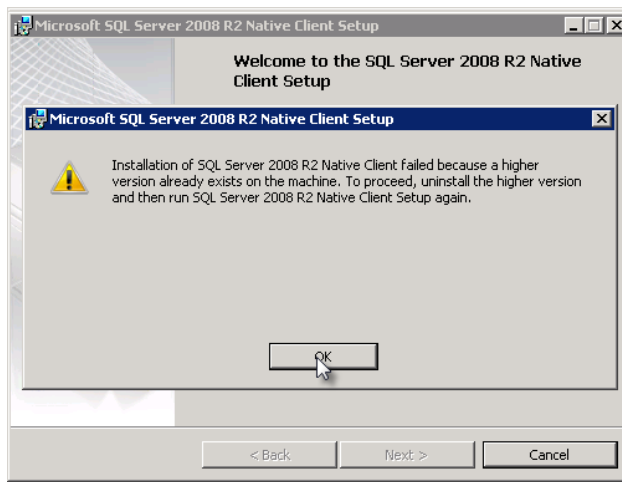 Microsoft SQL Server 2008 R2 Native Client Setup
Welcome to the SQL Server 2008 R2 Native
Client Setup
Microsoft SQL Server 2008 R2 Native Client Setup
Installation of SQL Server 2008 R2 Native Client failed because a higher
version already exists on the machine. To proceed, uninstall the higher version
and then run SQL Server 2008 R2 Native Client Setup again.
OK
< Back
Next >
Cancel